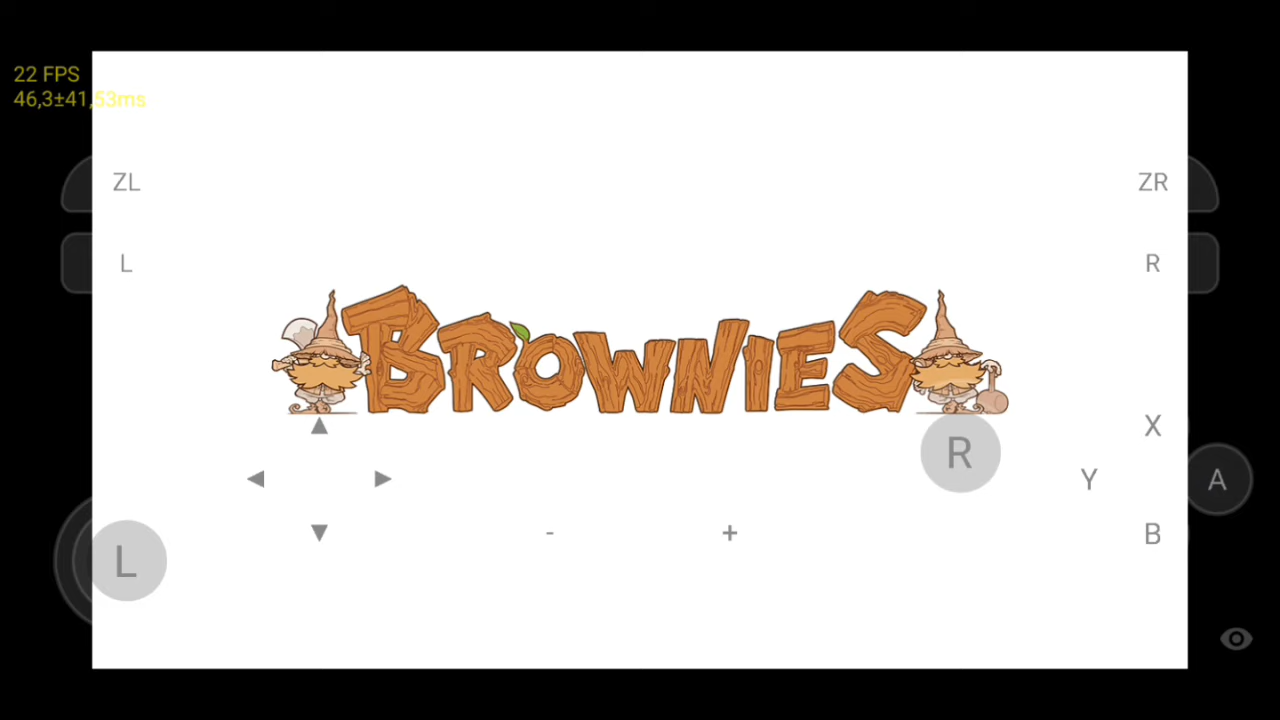 22 FPS
46,3±41,53ms
ZL
ZR
L
R
BROWNIES
X
R
Y
A
- +
B
L